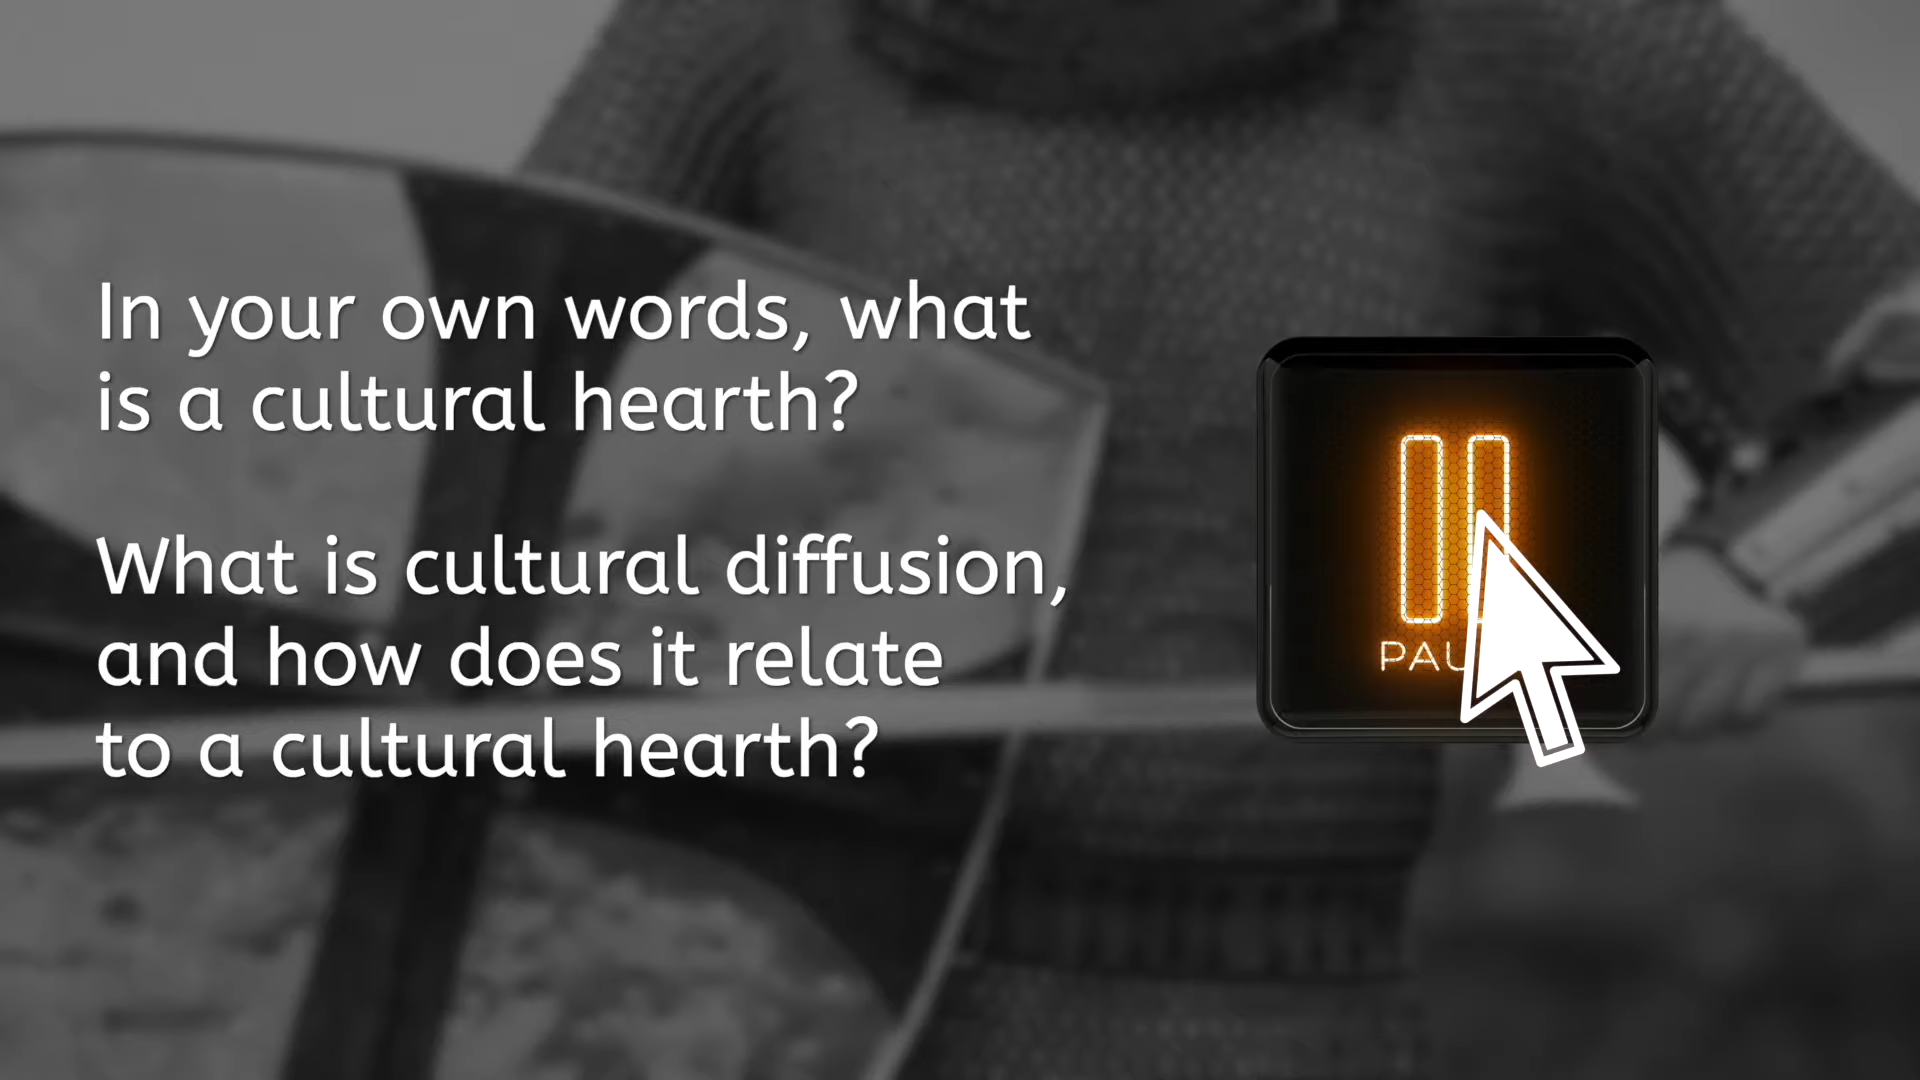 In your own words, what
is a cultural hearth?
What is cultural diffusion,
and how does it relate
to a cultural hearth?